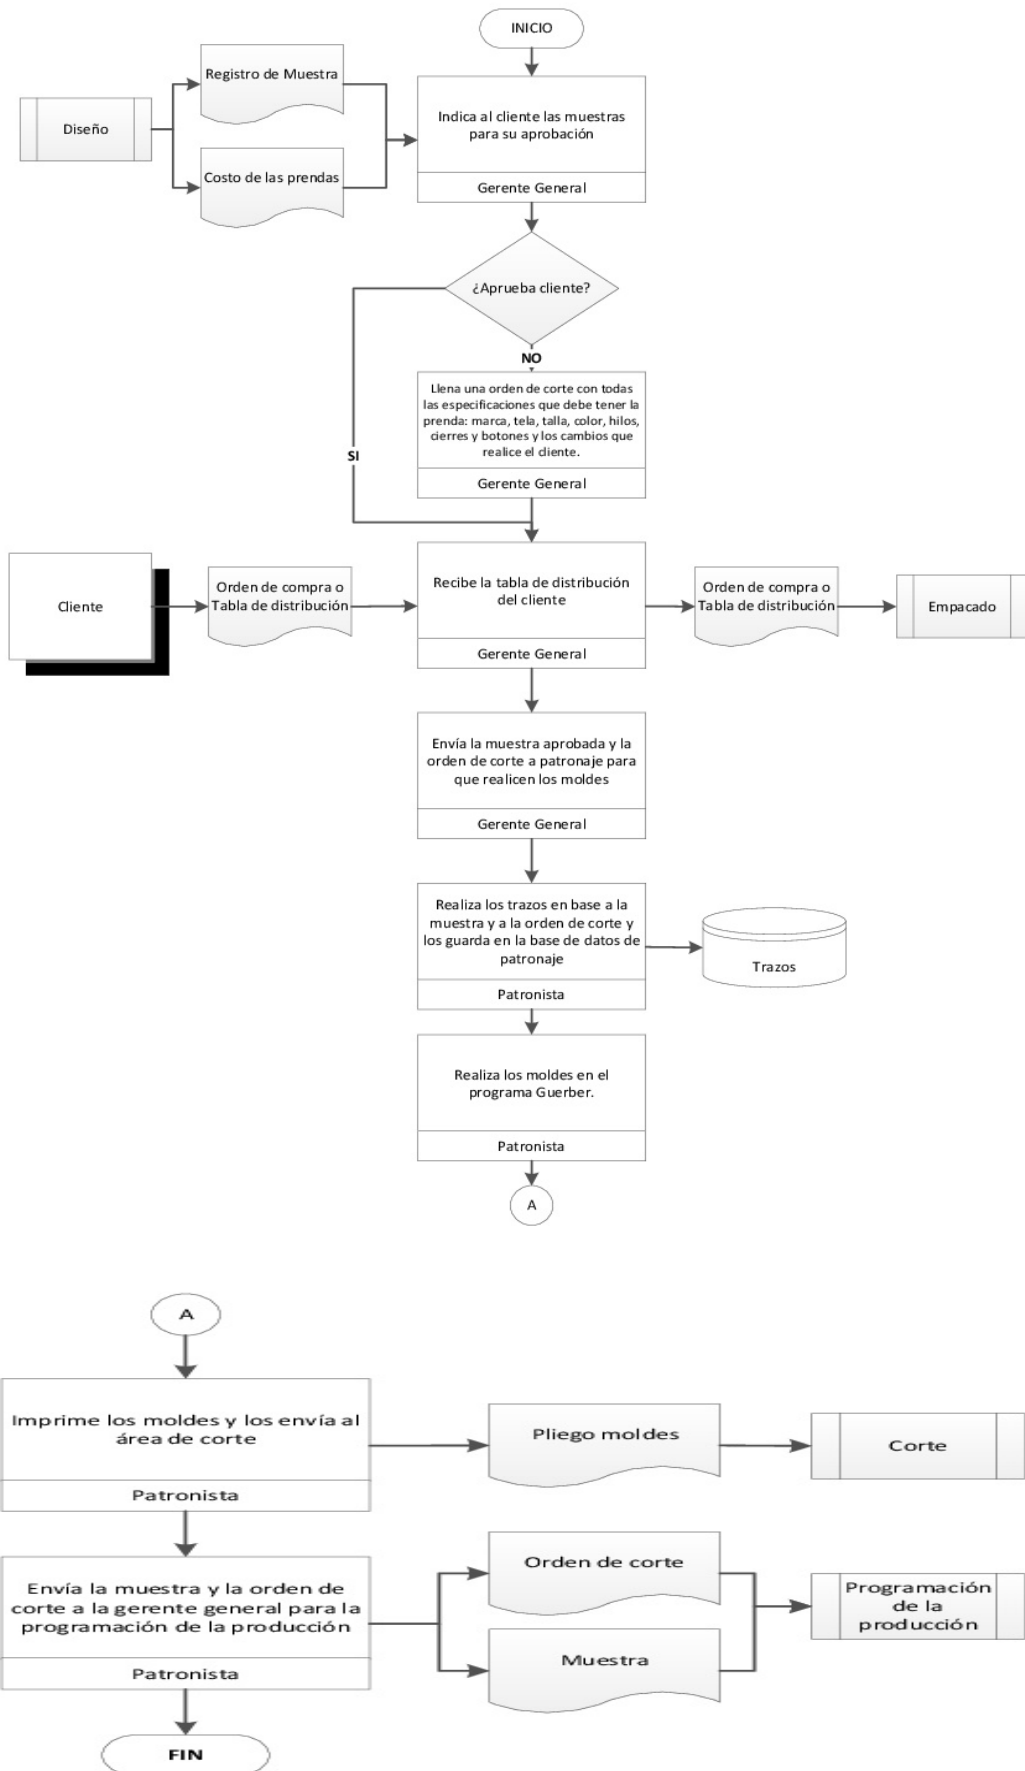 INICIO
Registro de Muestra
Diseño
Costo de las prendas
Indica al cliente las muestras
para su aprobación
Gerente General
¿Aprueba cliente?
NO
SI
Llena una orden de corte con todas
las especificaciones que debe tener la
prenda: marca, tela, talla, color, hilos,
cierres y botones y los cambios que
realice el cliente.
Gerente General
Cliente
Orden de compra o
Tabla de distribución
Recibe la tabla de distribución
del cliente
Gerente General
Orden de compra o
Tabla de distribución
Empacado
Envía la muestra aprobada y la
orden de corte a patronaje para
que realicen los moldes
Gerente General
Realiza los trazos en base a la
muestra y a la orden de corte y
los guarda en la base de datos de
patronaje
Patronista
Trazos
Realiza los moldes en el
programa Guerber.
Patronista
A
A
Imprime los moldes y los envía al
área de corte
Patronista
Pliego moldes
Corte
Envía la muestra y la orden de
corte a la gerente general para la
programación de la producción
Patronista
Orden de corte
Muestra
Programación
de la
producción
FIN